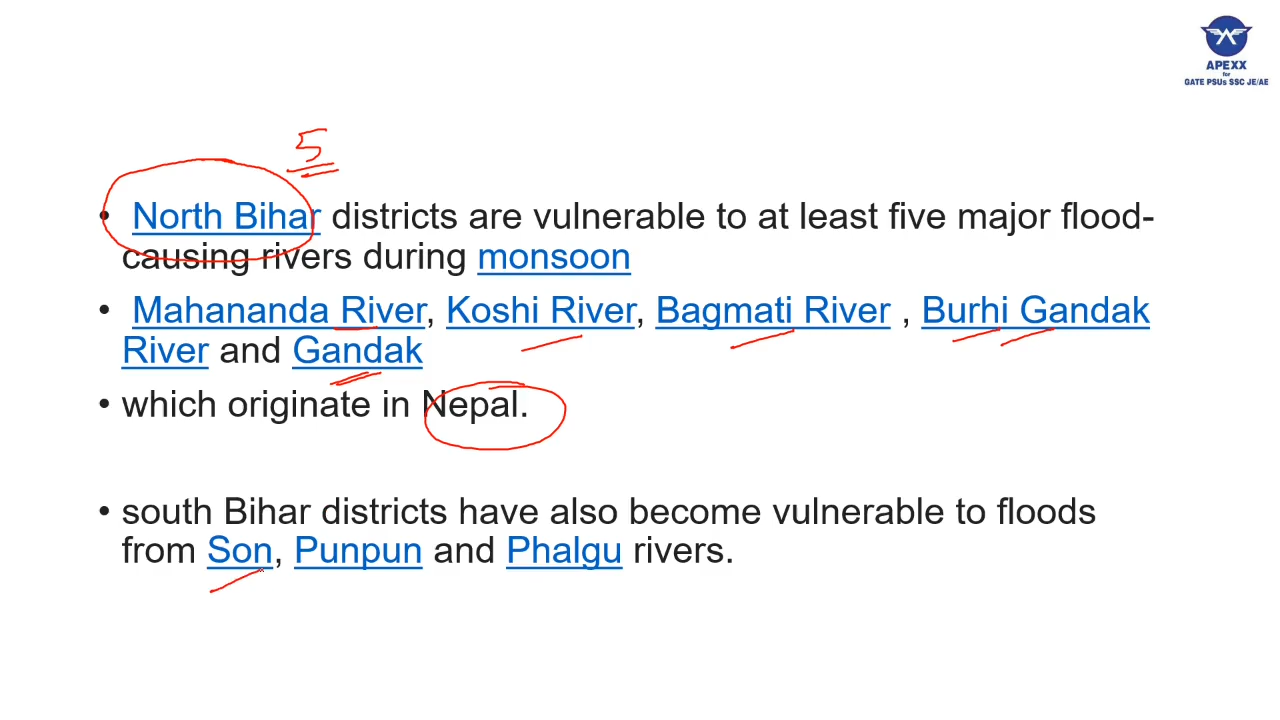 APEXX
for
GATE PSUs SSC JE/AE
5
• North Bihar districts are vulnerable to at least five major flood-
causing rivers during monsoon
• Mahananda River, Koshi River, Bagmati River , Burhi Gandak
River and Gandak
• which originate in Nepal.
• south Bihar districts have also become vulnerable to floods
from Son, Punpun and Phalgu rivers.